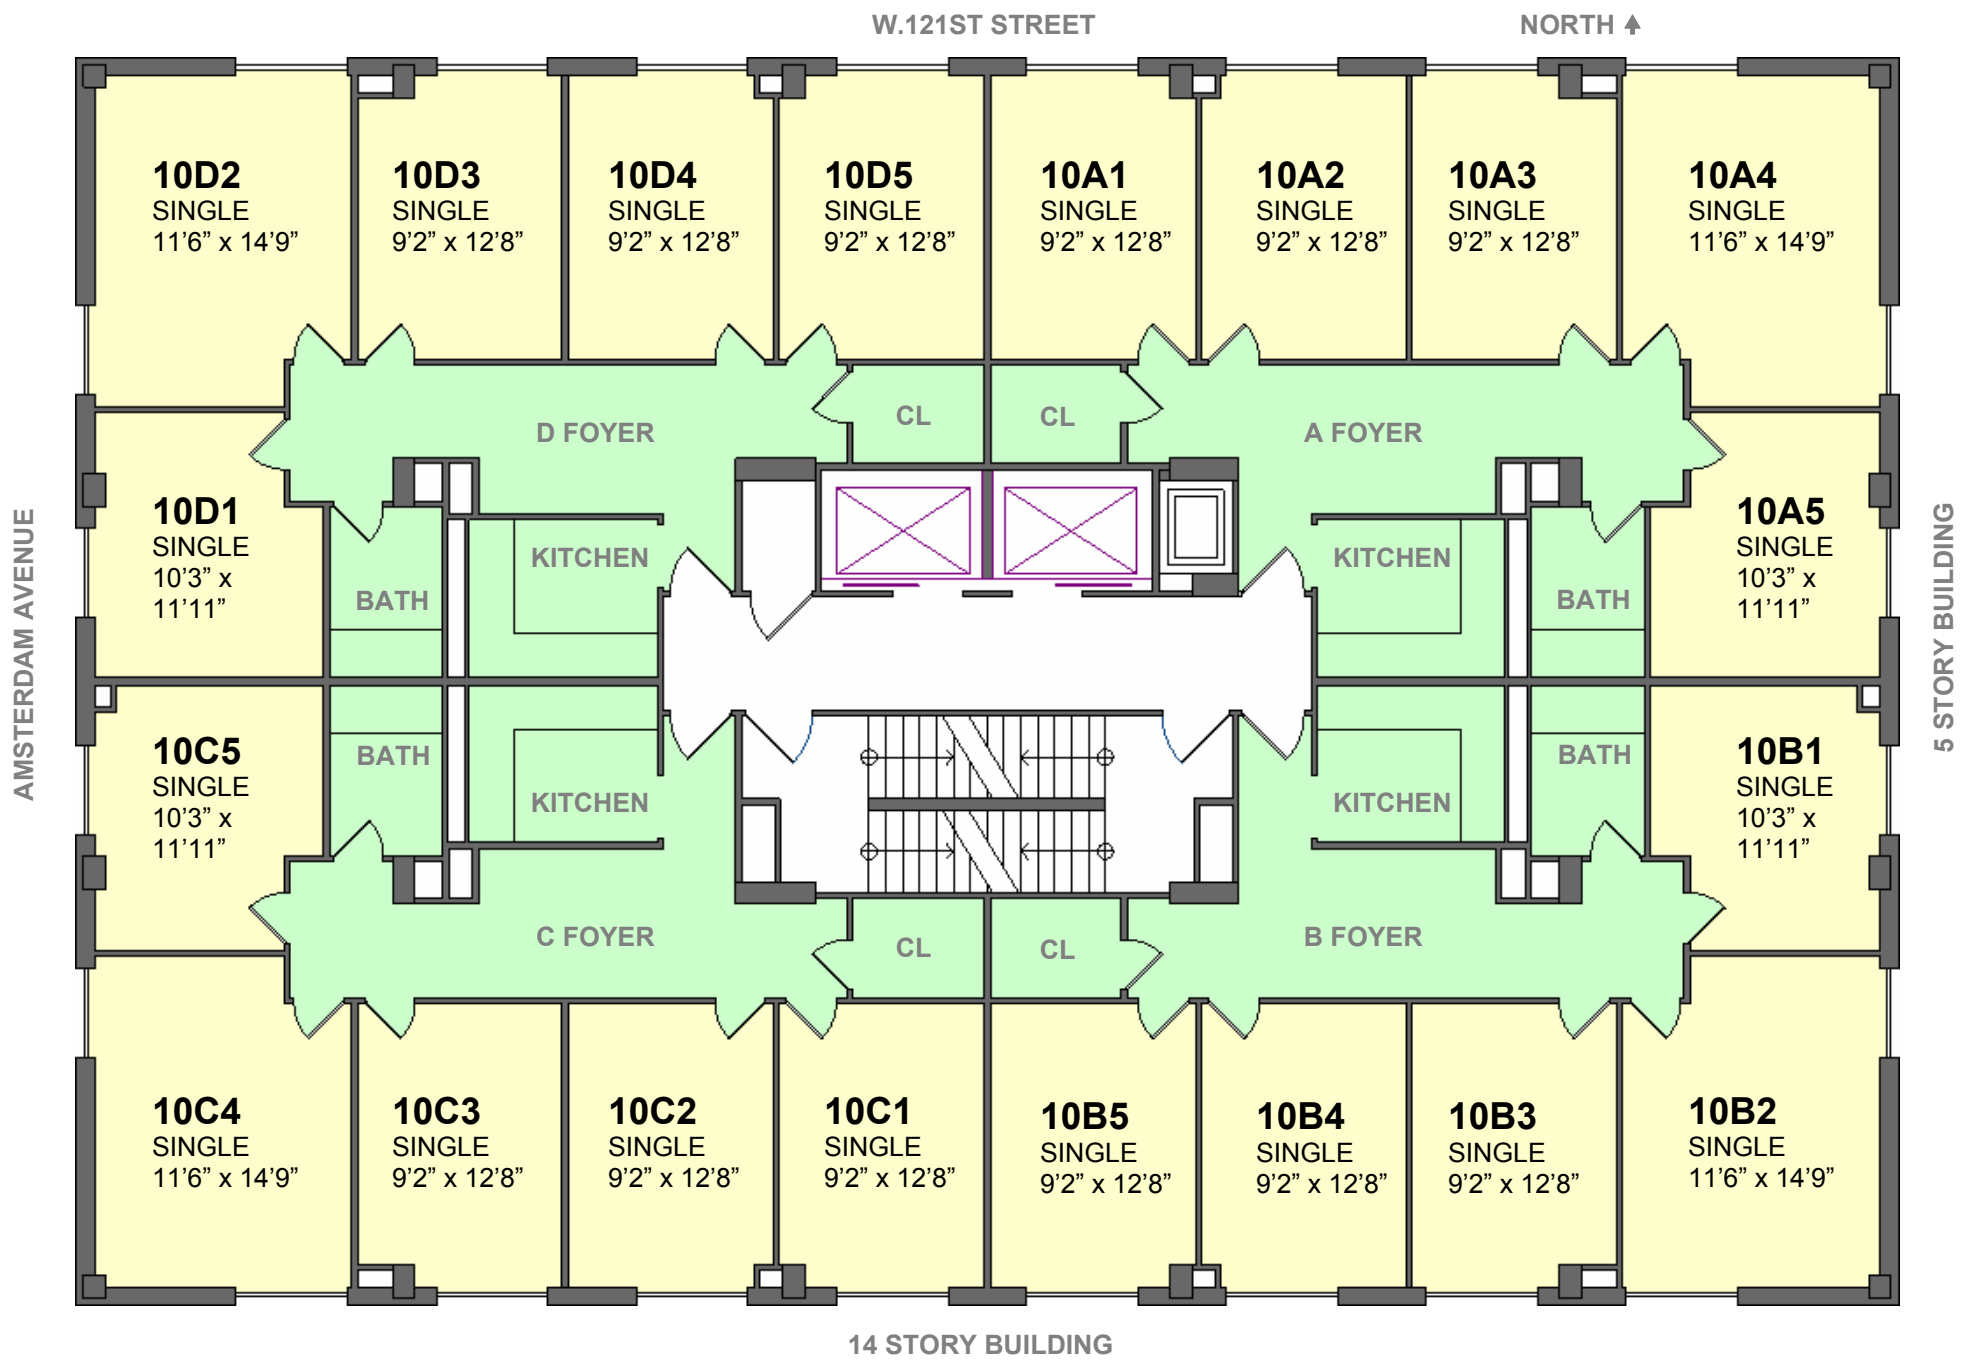 W.121ST STREET
NORTH
10D2
SINGLE
11’6” x 14’9”
10D3
SINGLE
9’2” x 12’8”
10D4
SINGLE
9’2” x 12’8”
10D5
SINGLE
9’2” x 12’8”
10A1
SINGLE
9’2” x 12’8”
10A2
SINGLE
9’2” x 12’8”
10A3
SINGLE
9’2” x 12’8”
10A4
SINGLE
11’6” x 14’9”
D FOYER
CL
CL
A FOYER
10D1
SINGLE
10’3” x
11’11”
BATH
KITCHEN
KITCHEN
BATH
10A5
SINGLE
10’3” x
11’11”
AMSTERDAM AVENUE
5 STORY BUILDING
10C5
SINGLE
10’3” x
11’11”
BATH
KITCHEN
KITCHEN
BATH
10B1
SINGLE
10’3” x
11’11”
C FOYER
CL
CL
B FOYER
10C4
SINGLE
11’6” x 14’9”
10C3
SINGLE
9’2” x 12’8”
10C2
SINGLE
9’2” x 12’8”
10C1
SINGLE
9’2” x 12’8”
10B5
SINGLE
9’2” x 12’8”
10B4
SINGLE
9’2” x 12’8”
10B3
SINGLE
9’2” x 12’8”
10B2
SINGLE
11’6” x 14’9”
14 STORY BUILDING